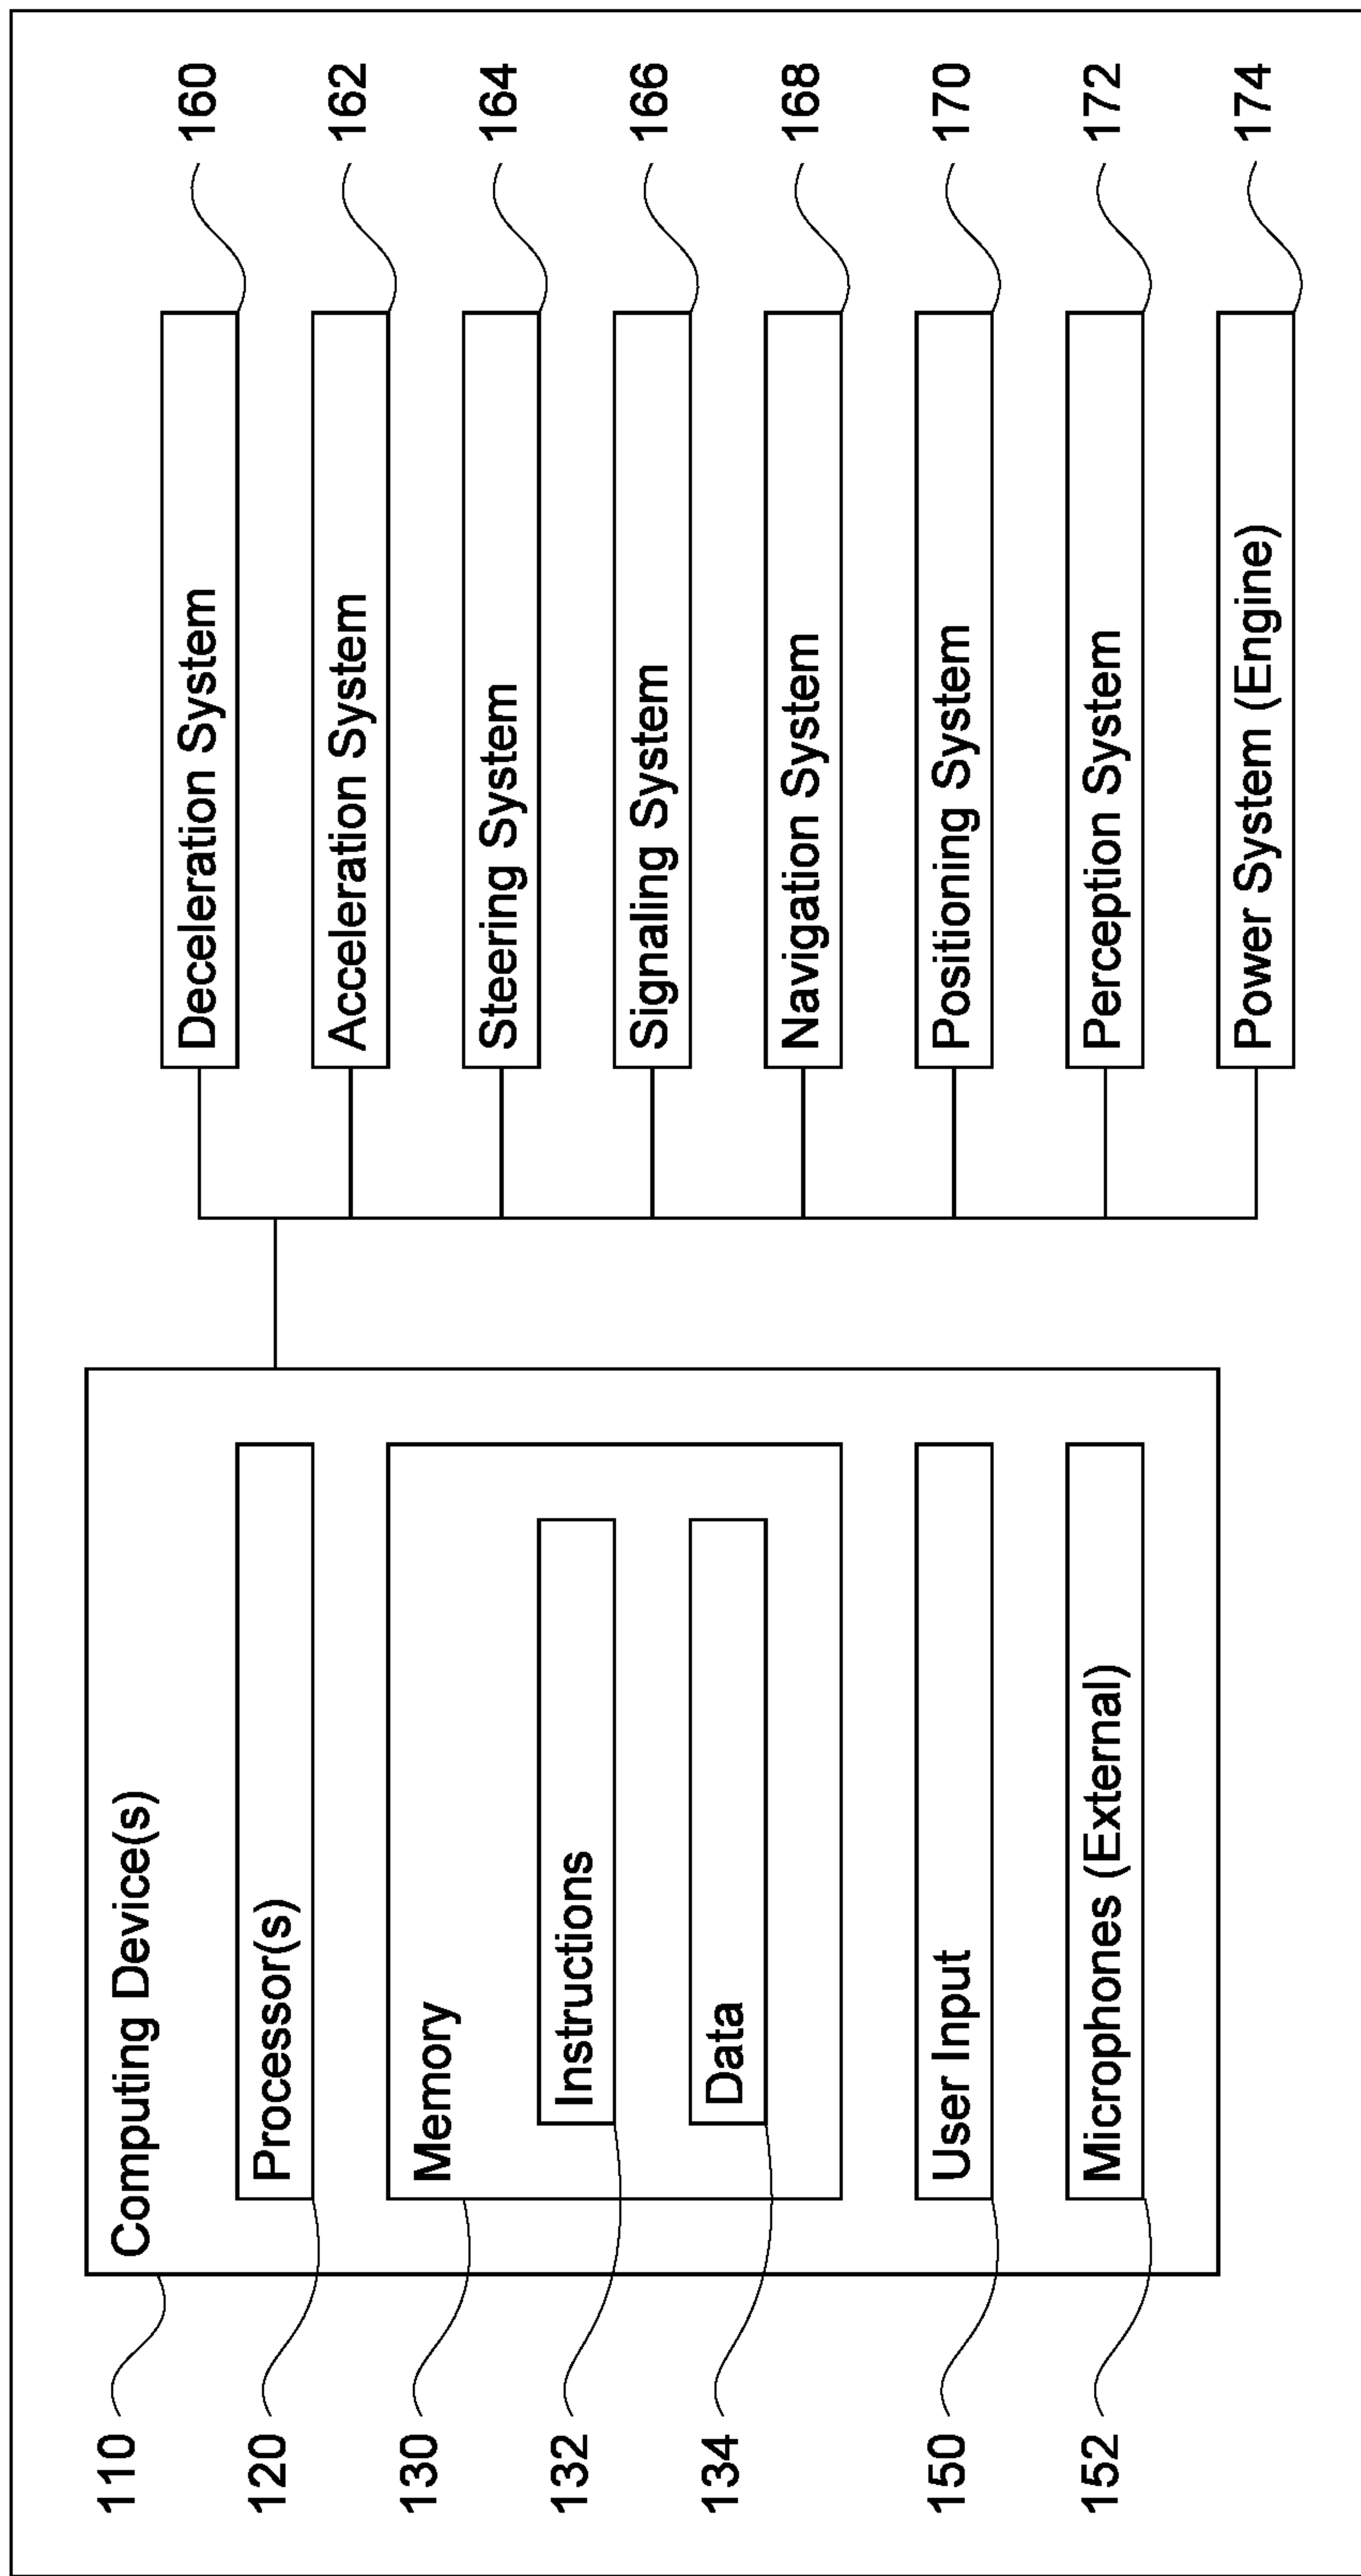 110
Computing Device(s)
120
Processor(s)
130
Memory
132
Instructions
134
Data
150
User Input
152
Microphones (External)
Deceleration System
160
Acceleration System
162
Steering System
164
Signaling System
166
Navigation System
168
Positioning System
170
Perception System
172
Power System (Engine)
174